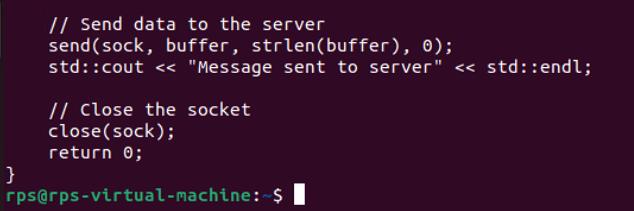 // Send data to the server
send(sock, buffer, strlen(buffer), 0);
std::cout << "Message sent to server" << std::endl;
// Close the socket
close(sock);
return 0;
}
rps@rps-virtual-machine:~$